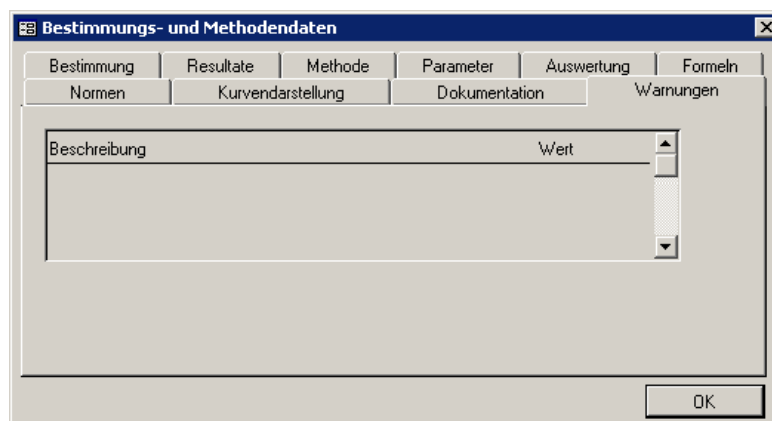 Bestimmungs- und Methodendaten
Bestimmung Resultate Methode Parameter Auswertung Formeln
Normen Kurvendarstellung Dokumentation Warnungen
Beschreibung Wert
OK